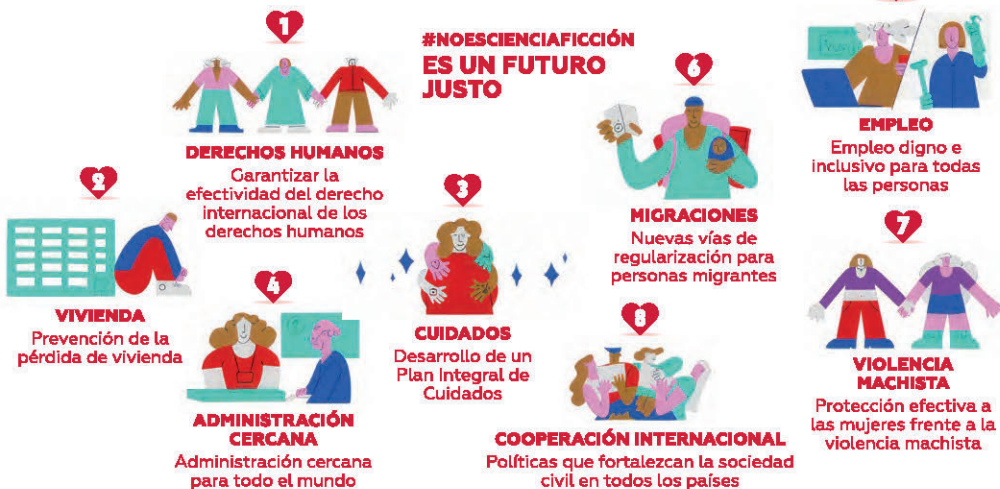 #NOESCIENCIAFICCIÓN
ES UN FUTURO
JUSTO
1
DERECHOS HUMANOS
Garantizar la
efectividad del derecho
internacional de los
derechos humanos
2
VIVIENDA
Prevención de la
pérdida de vivienda
3
CUIDADOS
Desarrollo de un
Plan Integral de
Cuidados
4
ADMINISTRACIÓN
CERCANA
Administración cercana
para todo el mundo
EMPLEO
Empleo digno e
inclusivo para todas
las personas
6
MIGRACIONES
Nuevas vías de
regularización para
personas migrantes
7
VIOLENCIA
MACHISTA
Protección efectiva a
las mujeres frente a la
violencia machista
8
COOPERACIÓN INTERNACIONAL
Políticas que fortalezcan la sociedad
civil en todos los países